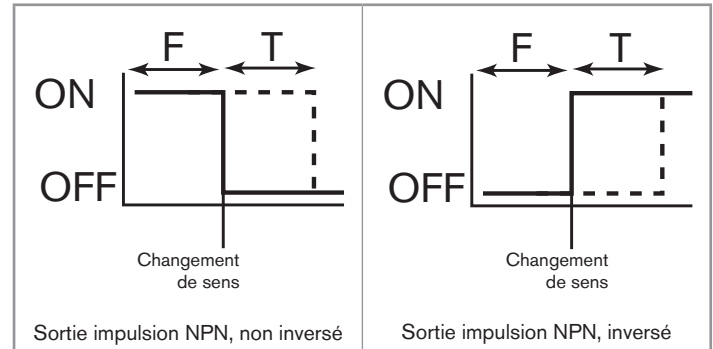 F T
ON
OFF
Changement
de sens
Sortie impulsion NPN, non inversé
F T
ON
OFF
Changement
de sens
Sortie impulsion NPN, inversé